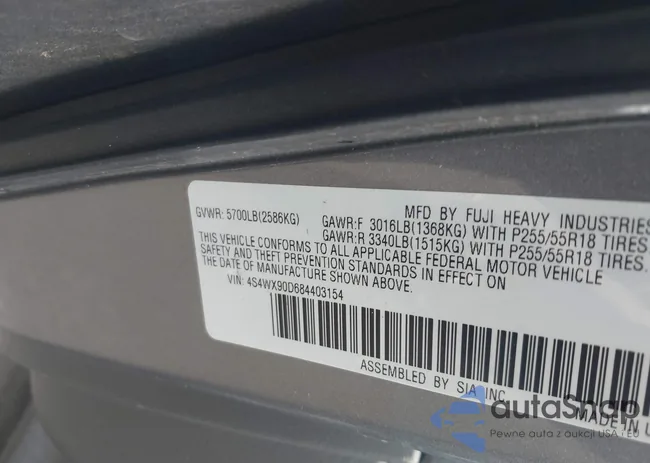 MFD BY FUJI HEAVY INDUSTRIES
GVWR: 5700LB(2586KG)
GAWR:F 3016LB(1368KG) WITH P255/55R18 TIRES
GAWR:R 3340LB(1515KG) WITH P255/55R18 TIRES.
THIS VEHICLE CONFORMS TO ALL APPLICABLE FEDERAL MOTOR VEHICLE
SAFETY AND THEFT PREVENTION STANDARDS IN EFFECT ON
THE DATE OF MANUFACTURE SHOWN ABOVE.
VIN: 4S4WX90D684403154
ASSEMBLED BY SIA INC
MADE IN U
autoSnap
Pewne auta z aukcji USA i EU